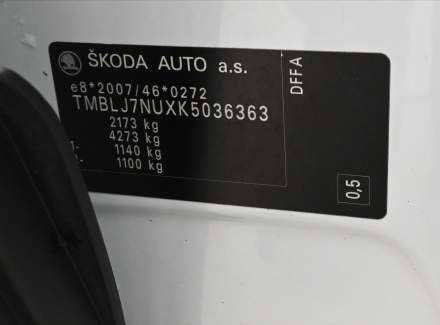 ŠKODA AUTO a.s.
e8*2007/46*0272
TMBLJ7NUXK5036363
2173 kg
4273 kg
1- 1140 kg
- 1100 kg
DFFA
0,5